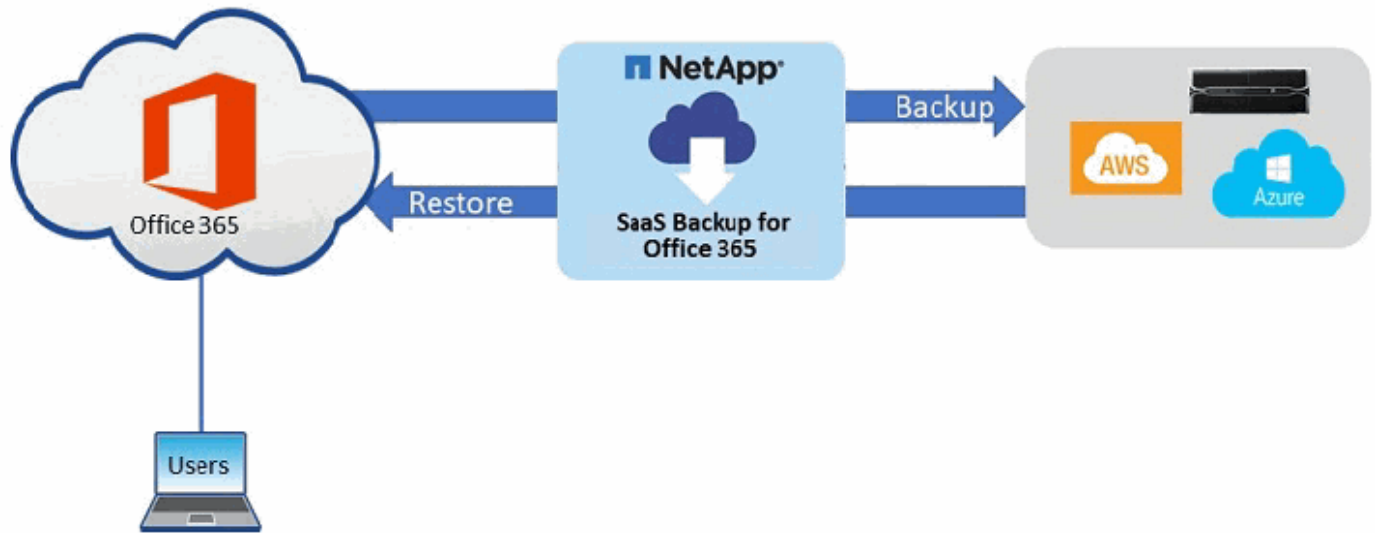 Office 365
Users
Restore
NetApp
SaaS Backup for
Office 365
Backup
AWS
Azure